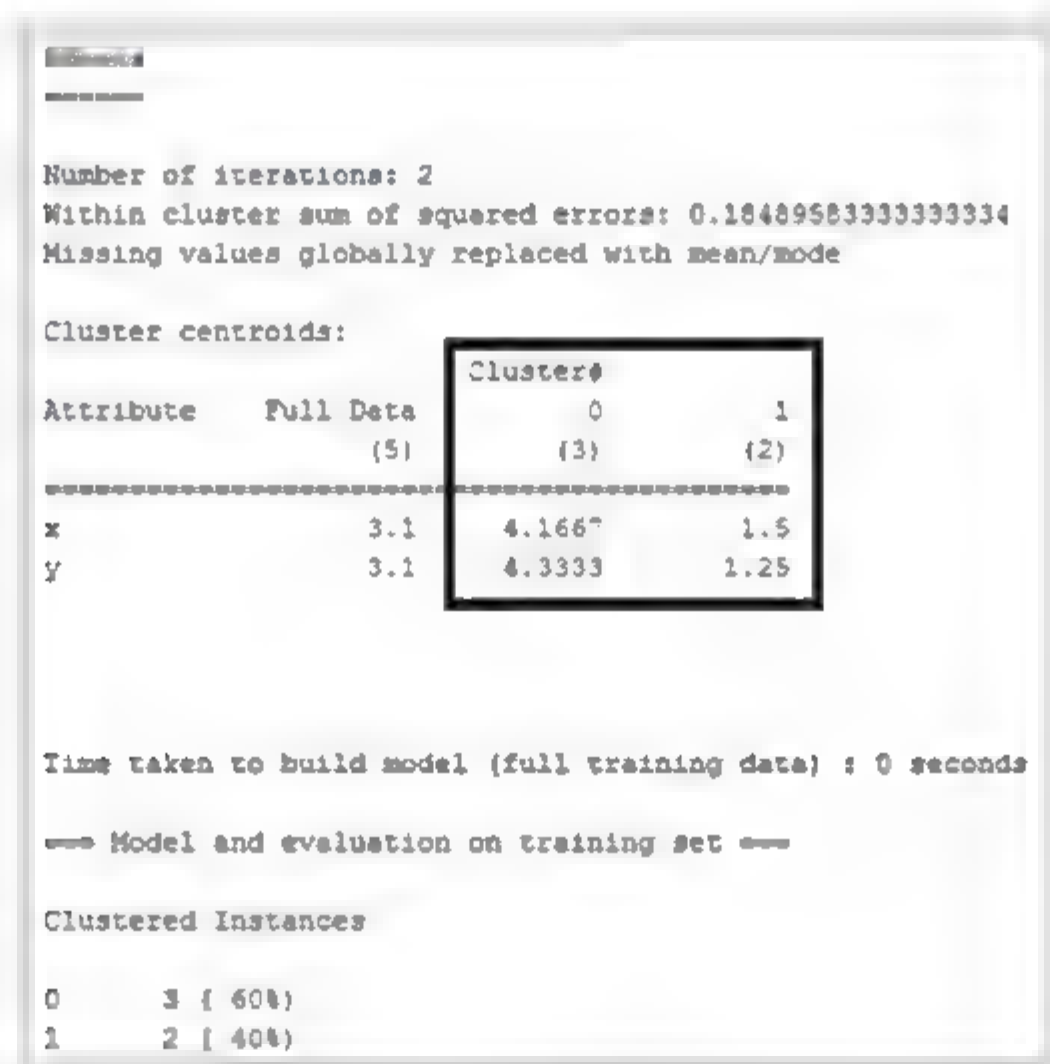 ======
Number of iterations: 2
Within cluster sum of squared errors: 0.18489583333333334
Missing values globally replaced with mean/mode
Cluster centroids:
Cluster#
Attribute Full Data 0 1
(5) (3) (2)
============================================
x 3.1 4.1667 1.5
y 3.1 4.3333 1.25
Time taken to build model (full training data) : 0 seconds
=== Model and evaluation on training set ===
Clustered Instances
0 3 ( 60%)
1 2 ( 40%)